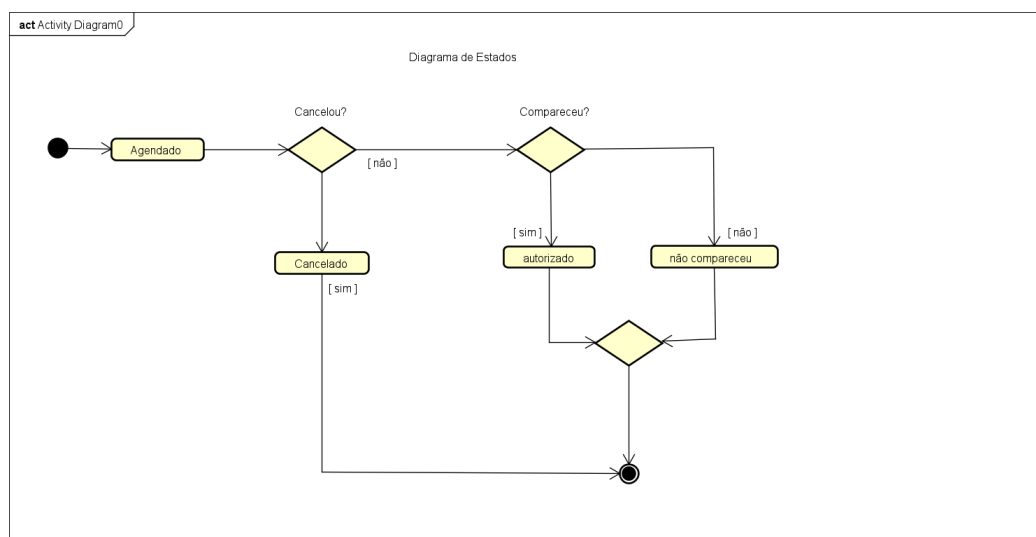 act Activity Diagram0
Diagrama de Estados
Cancelou?
Compareceu?
Agendado
[ não ]
[ sim ]
[ não ]
Cancelado
autorizado
não compareceu
[ sim ]